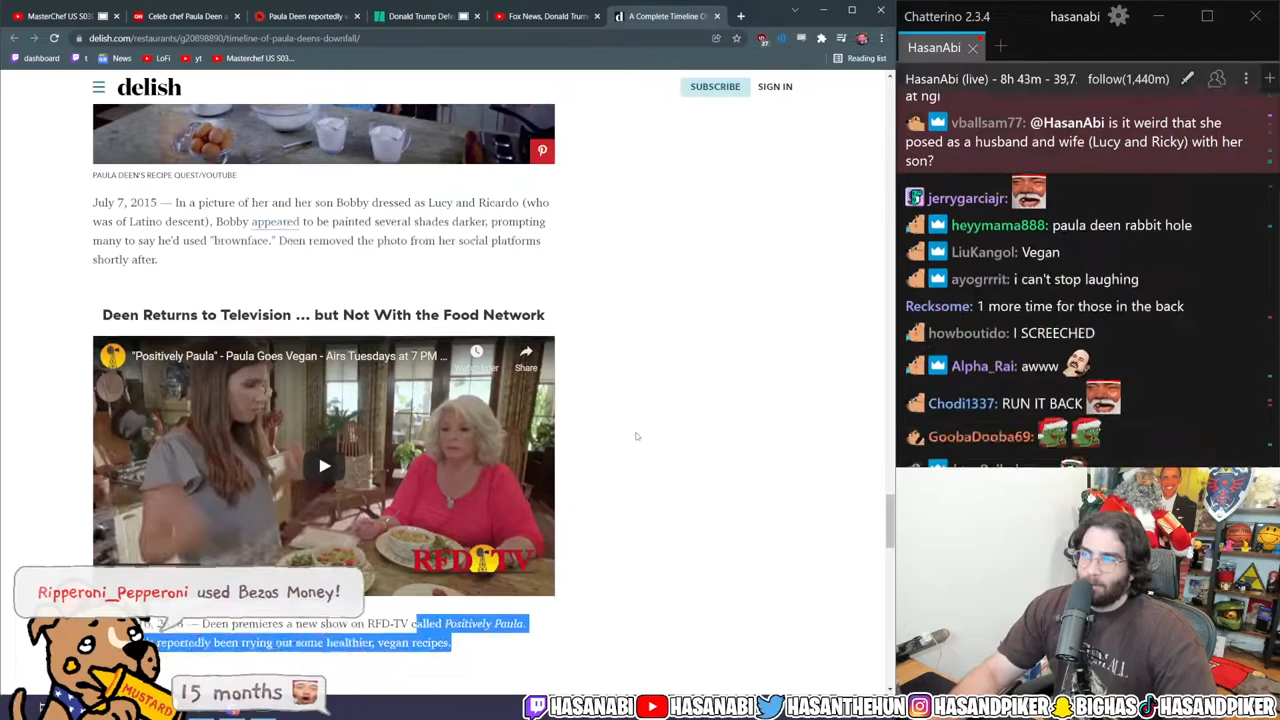 MasterChef US S03
Celeb chef Paula Deen a
Paula Deen reportedly
Donald Trump Def
Fox News, Donald Trum
A Complete Timeline O
delish.com/restaurants/g20898890/timeline-of-paula-deens-downfall/
dashboard
t
News
LoFi
yt
Masterchef US S03...
Reading list
delish
SUBSCRIBE
SIGN IN
PAULA DEEN'S RECIPE QUEST/YOUTUBE
July 7, 2015 — In a picture of her and her son Bobby dressed as Lucy and Ricardo (who
was of Latino descent), Bobby appeared to be painted several shades darker, prompting
many to say he'd used "brownface." Deen removed the photo from her social platforms
shortly after.
Deen Returns to Television ... but Not With the Food Network
"Positively Paula" - Paula Goes Vegan - Airs Tuesdays at 7 PM ...
Watch later
Share
RFD TV
— Deen premieres a new show on RFD-TV called Positively Paula.
reportedly been trying out some healthier, vegan recipes.
Ripperoni_Pepperoni used Bezos Money!
MUSTARD
15 months
Chatterino 2.3.4
hasanabi
HasanAbi
HasanAbi (live) - 8h 43m - 39,7
follow(1,440m)
at ngi
vballsam77: @HasanAbi is it weird that she
posed as a husband and wife (Lucy and Ricky) with her
son?
jerrygarciajr:
heyymama888: paula deen rabbit hole
LiuKangol: Vegan
ayogrrrit: i can't stop laughing
Recksome: 1 more time for those in the back
howboutido: I SCREECHED
Alpha_Rai: awww
Chodi1337: RUN IT BACK
GoobaDooba69:
HASANABI
HASANABI
HASANTHEHUN
HASANDPIKER
BIGHAS
HASANDPIKER